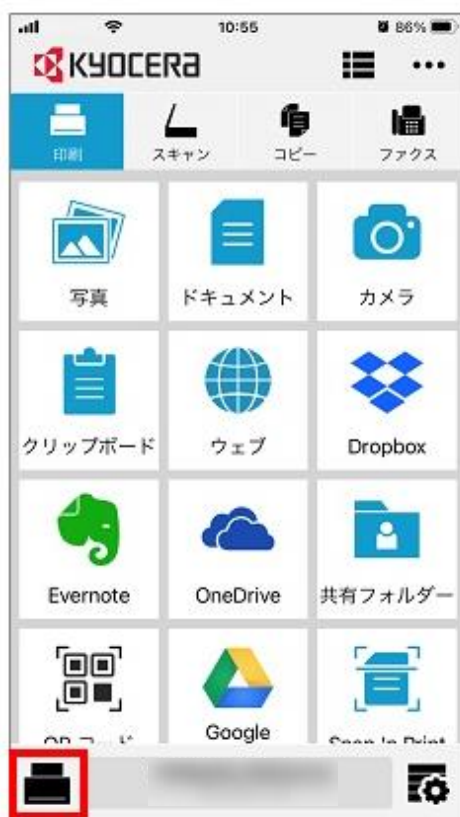 10:55
86%
KYOCERa
印刷
スキャン
コピー
ファクス
写真
ドキュメント
カメラ
クリップボード
ウェブ
Dropbox
Evernote
OneDrive
共有フォルダー
Google